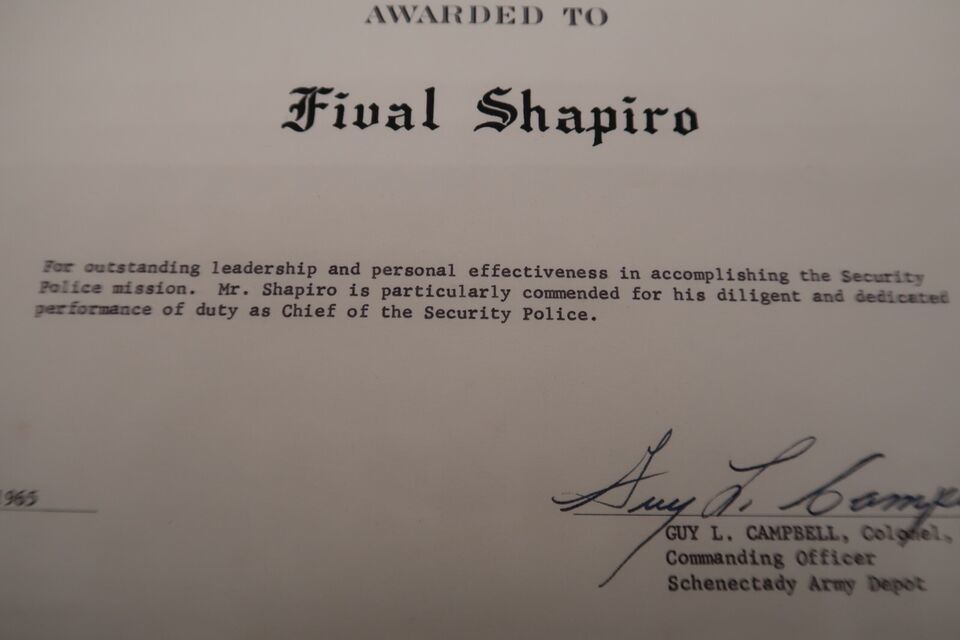 AWARDED TO
Fival Shapiro
For outstanding leadership and personal effectiveness in accomplishing the Security
Police mission. Mr. Shapiro is particularly commended for his diligent and dedicated
performance of duty as Chief of the Security Police.
1965
Guy L. Campbell
GUY L. CAMPBELL, Colonel,
Commanding Officer
Schenectady Army Depot